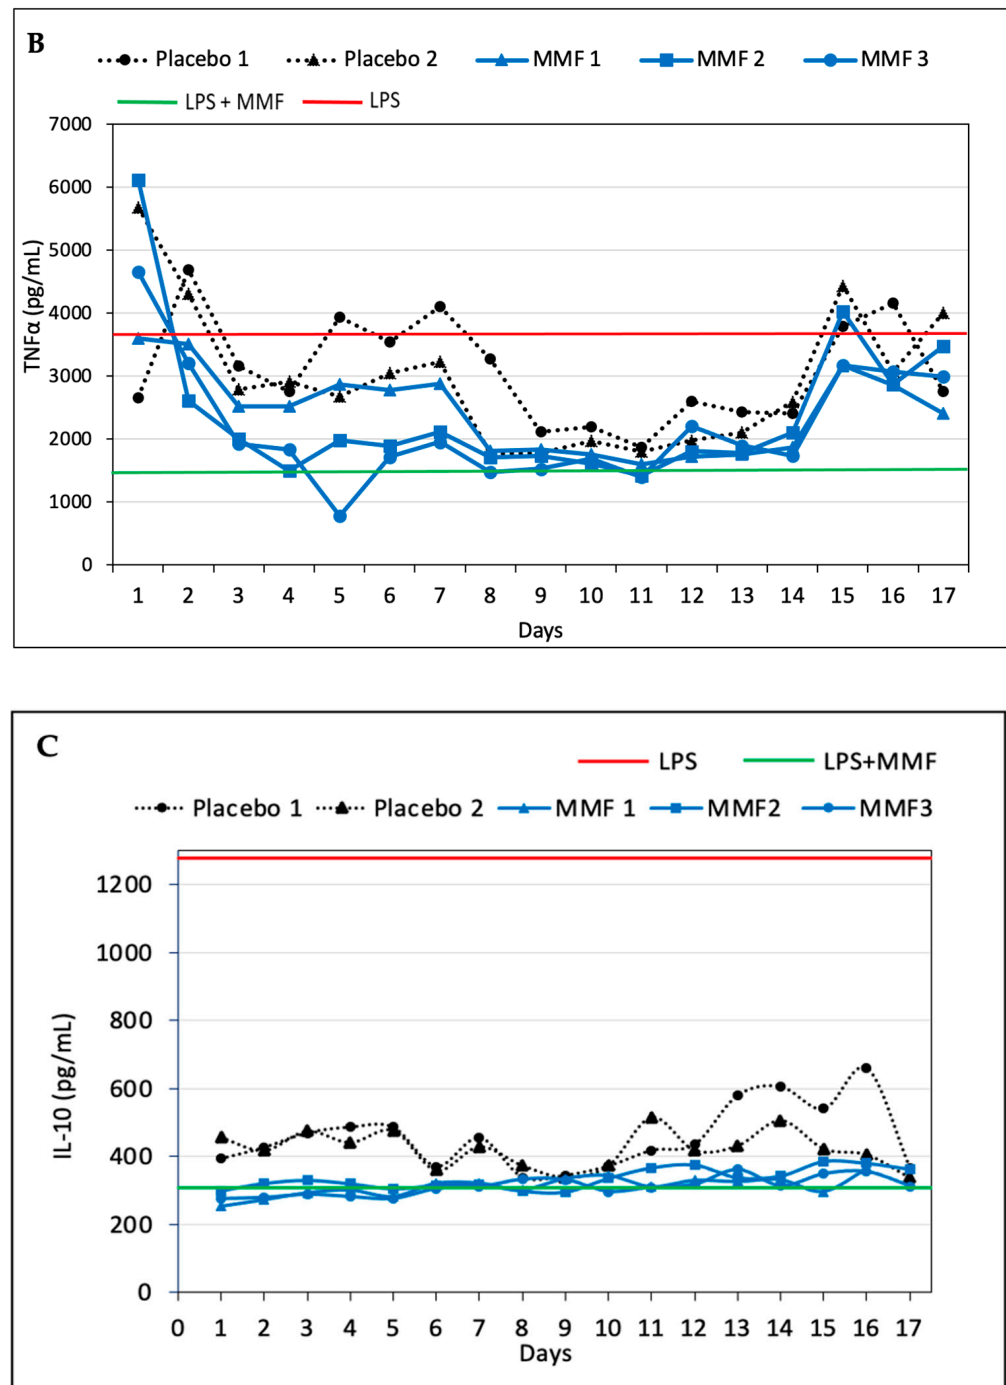 B
Placebo 1 Placebo 2 MMF 1 MMF 2 MMF 3
LPS + MMF LPS
7000
6000
5000
4000
3000
2000
1000
0
TNFα (pg/mL)
1 2 3 4 5 6 7 8 9 10 11 12 13 14 15 16 17
Days
C
LPS LPS+MMF
Placebo 1 Placebo 2 MMF 1 MMF2 MMF3
1200
1000
800
600
400
200
0
IL-10 (pg/mL)
0 1 2 3 4 5 6 7 8 9 10 11 12 13 14 15 16 17
Days